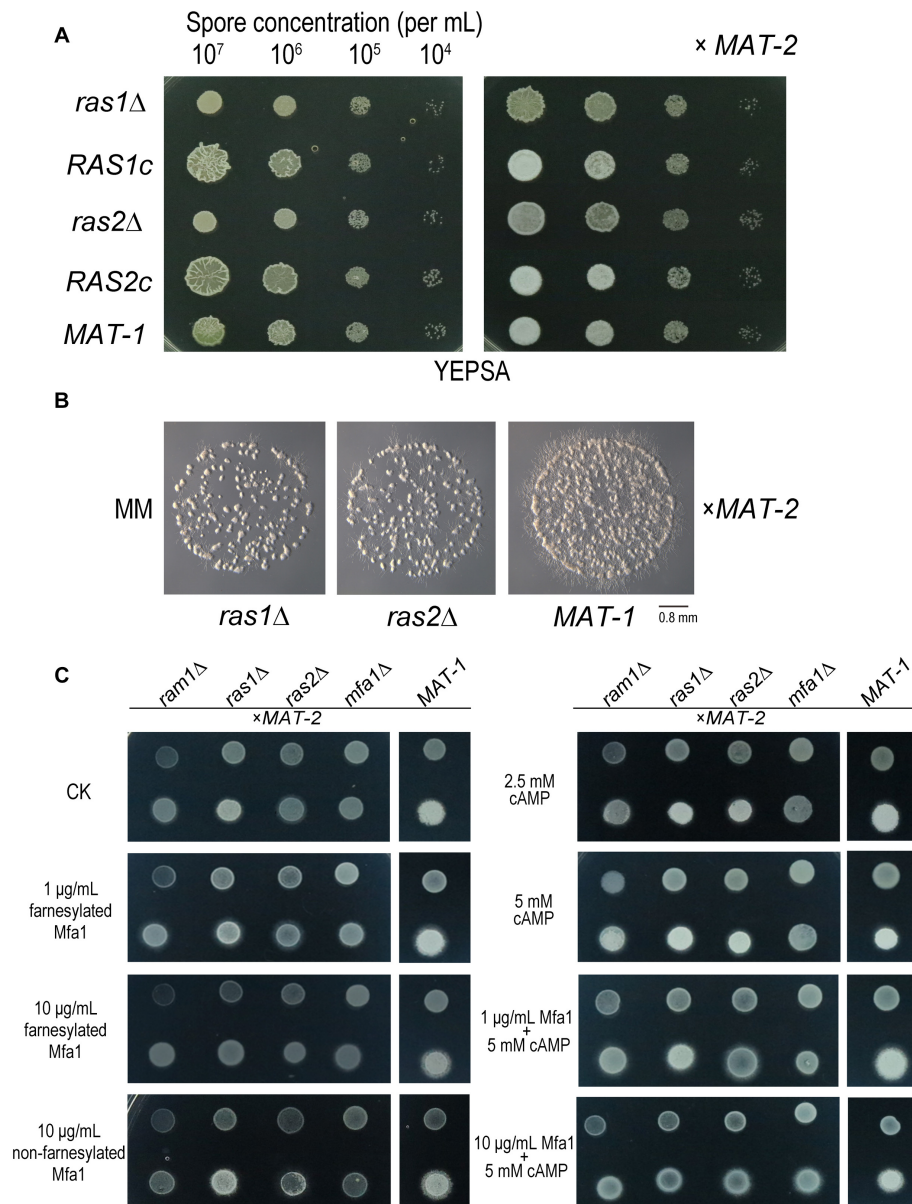 A
Spore concentration (per mL)
10⁷ 10⁶ 10⁵ 10⁴
× MAT-2
ras1Δ
RAS1c
ras2Δ
RAS2c
MAT-1
YEPSA
B
MM
×MAT-2
ras1Δ ras2Δ MAT-1
0.8 mm
C
ram1Δ ras1Δ ras2Δ mfa1Δ MAT-1
×MAT-2
CK
1 µg/mL
farnesylated
Mfa1
10 µg/mL
farnesylated
Mfa1
10 µg/mL
non-farnesylated
Mfa1
ram1Δ ras1Δ ras2Δ mfa1Δ MAT-1
×MAT-2
2.5 mM
cAMP
5 mM
cAMP
1 µg/mL Mfa1
+
5 mM cAMP
10 µg/mL Mfa1
+
5 mM cAMP